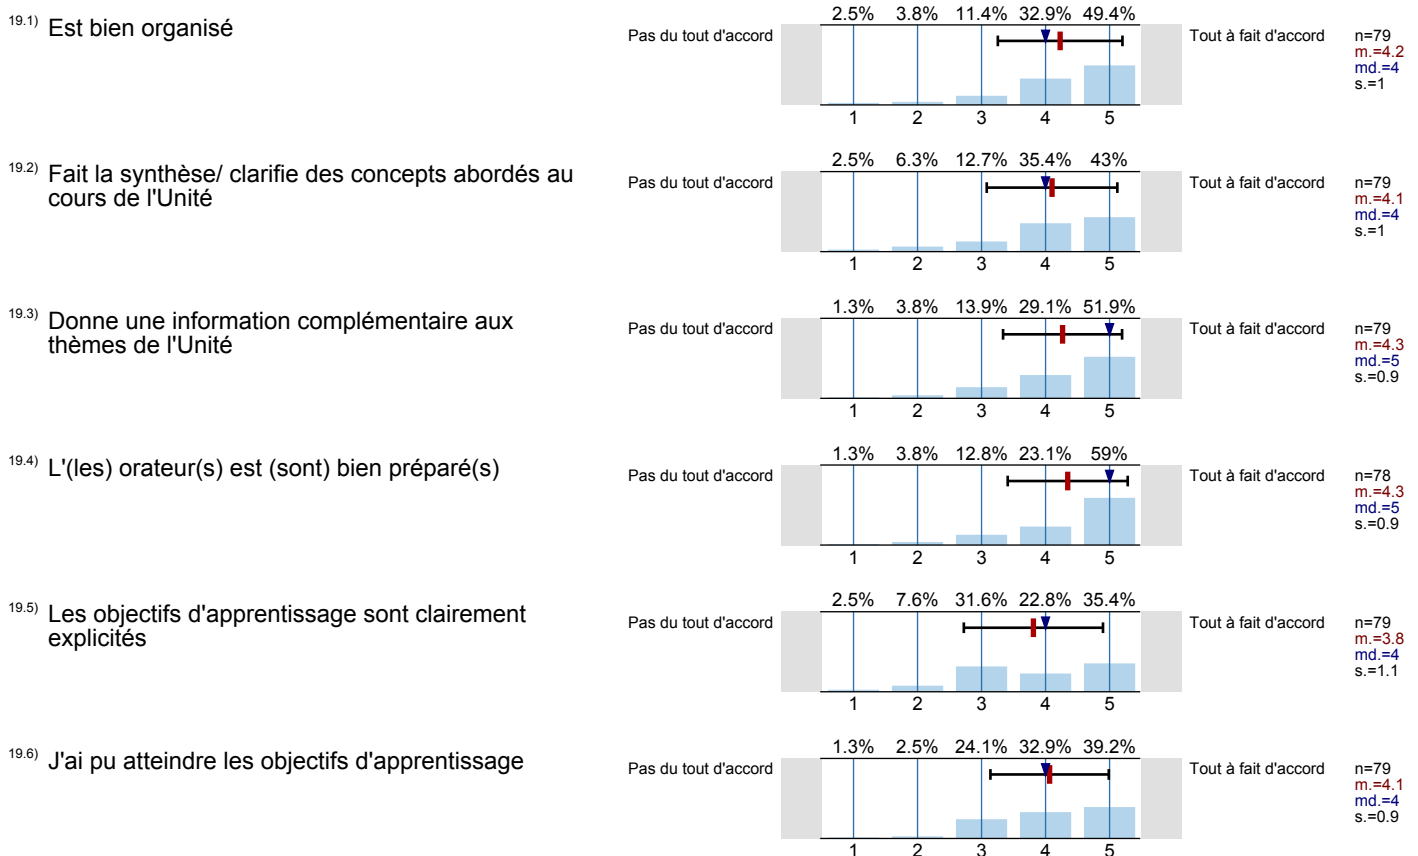 19.1) Est bien organisé
Pas du tout d'accord
2.5% 3.8% 11.4% 32.9% 49.4%
1 2 3 4 5
Tout à fait d'accord
n=79
m.=4.2
md.=4
s.=1
19.2) Fait la synthèse/ clarifie des concepts abordés au
cours de l'Unité
Pas du tout d'accord
2.5% 6.3% 12.7% 35.4% 43%
1 2 3 4 5
Tout à fait d'accord
n=79
m.=4.1
md.=4
s.=1
19.3) Donne une information complémentaire aux
thèmes de l'Unité
Pas du tout d'accord
1.3% 3.8% 13.9% 29.1% 51.9%
1 2 3 4 5
Tout à fait d'accord
n=79
m.=4.3
md.=5
s.=0.9
19.4) L'(les) orateur(s) est (sont) bien préparé(s)
Pas du tout d'accord
1.3% 3.8% 12.8% 23.1% 59%
1 2 3 4 5
Tout à fait d'accord
n=78
m.=4.3
md.=5
s.=0.9
19.5) Les objectifs d'apprentissage sont clairement
explicités
Pas du tout d'accord
2.5% 7.6% 31.6% 22.8% 35.4%
1 2 3 4 5
Tout à fait d'accord
n=79
m.=3.8
md.=4
s.=1.1
19.6) J'ai pu atteindre les objectifs d'apprentissage
Pas du tout d'accord
1.3% 2.5% 24.1% 32.9% 39.2%
1 2 3 4 5
Tout à fait d'accord
n=79
m.=4.1
md.=4
s.=0.9